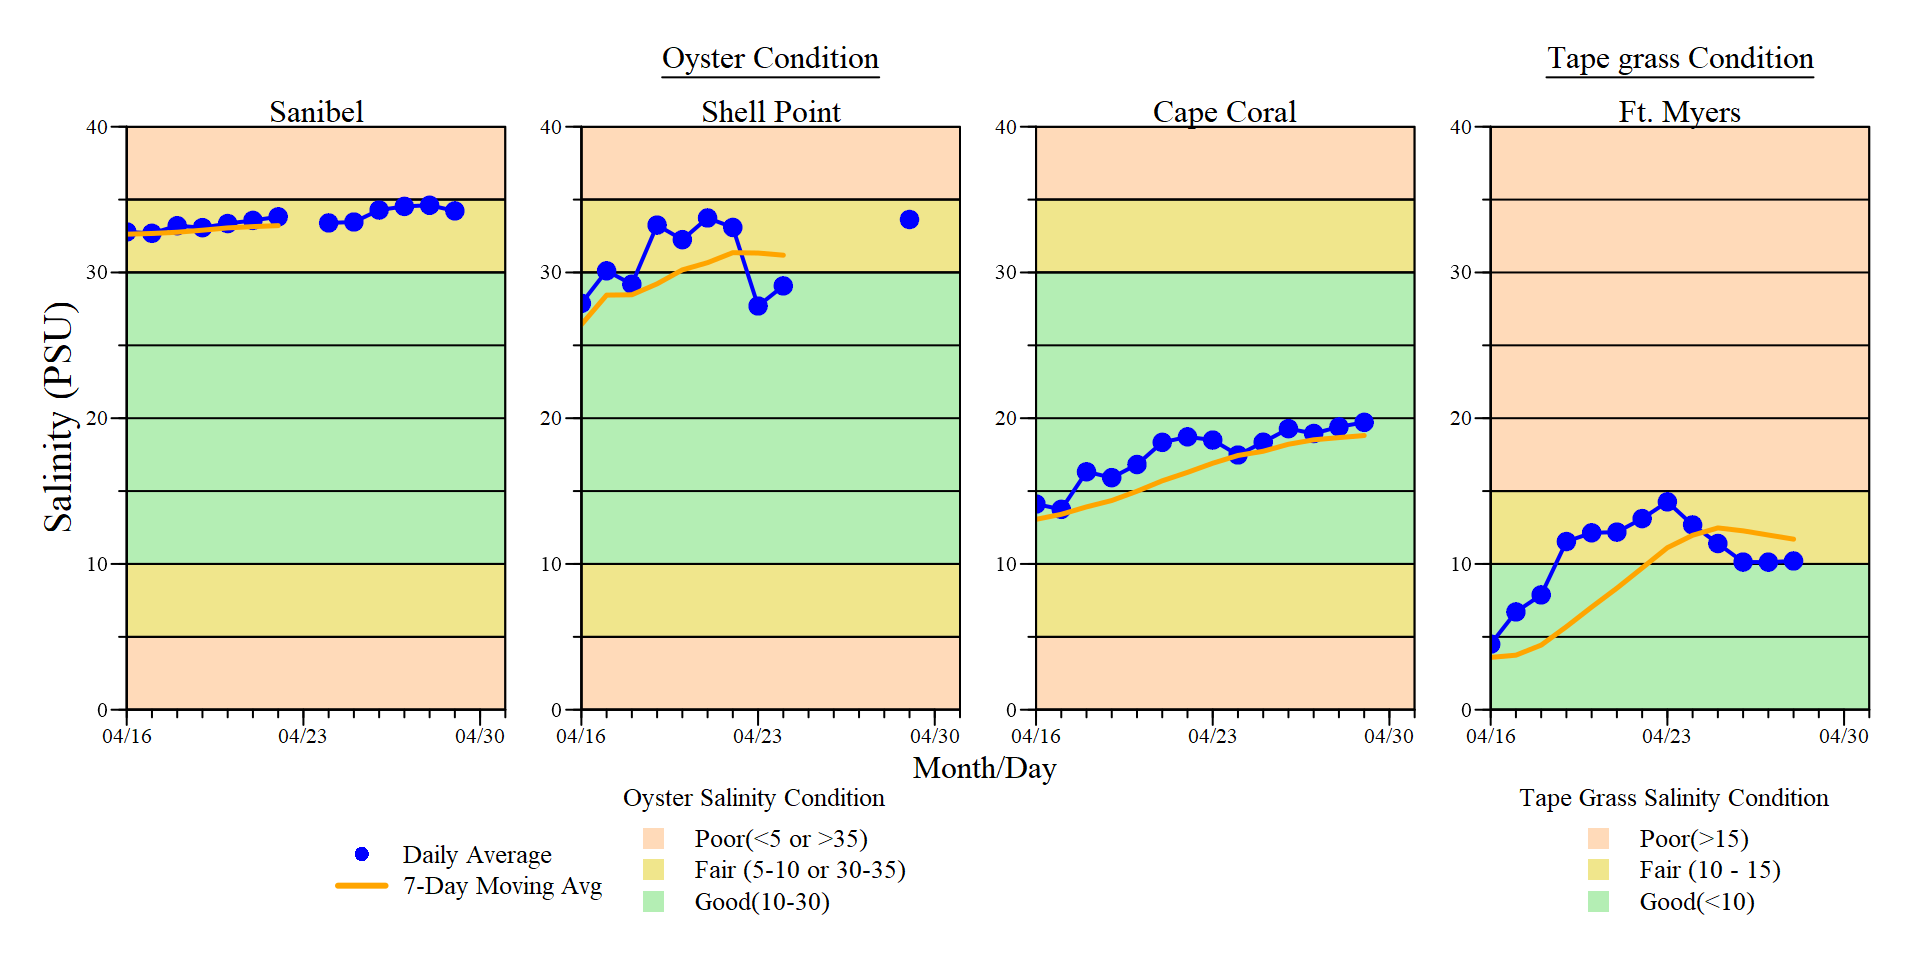 Oyster Condition
Tape grass Condition
Sanibel
Shell Point
Cape Coral
Ft. Myers
Salinity (PSU)
40
30
20
10
0
04/16
04/23
04/30
40
30
20
10
0
04/16
04/23
04/30
40
30
20
10
0
04/16
04/23
04/30
40
30
20
10
0
04/16
04/23
04/30
Month/Day
Daily Average
7-Day Moving Avg
Oyster Salinity Condition
Poor(<5 or >35)
Fair (5-10 or 30-35)
Good(10-30)
Tape Grass Salinity Condition
Poor(>15)
Fair (10 - 15)
Good(<10)